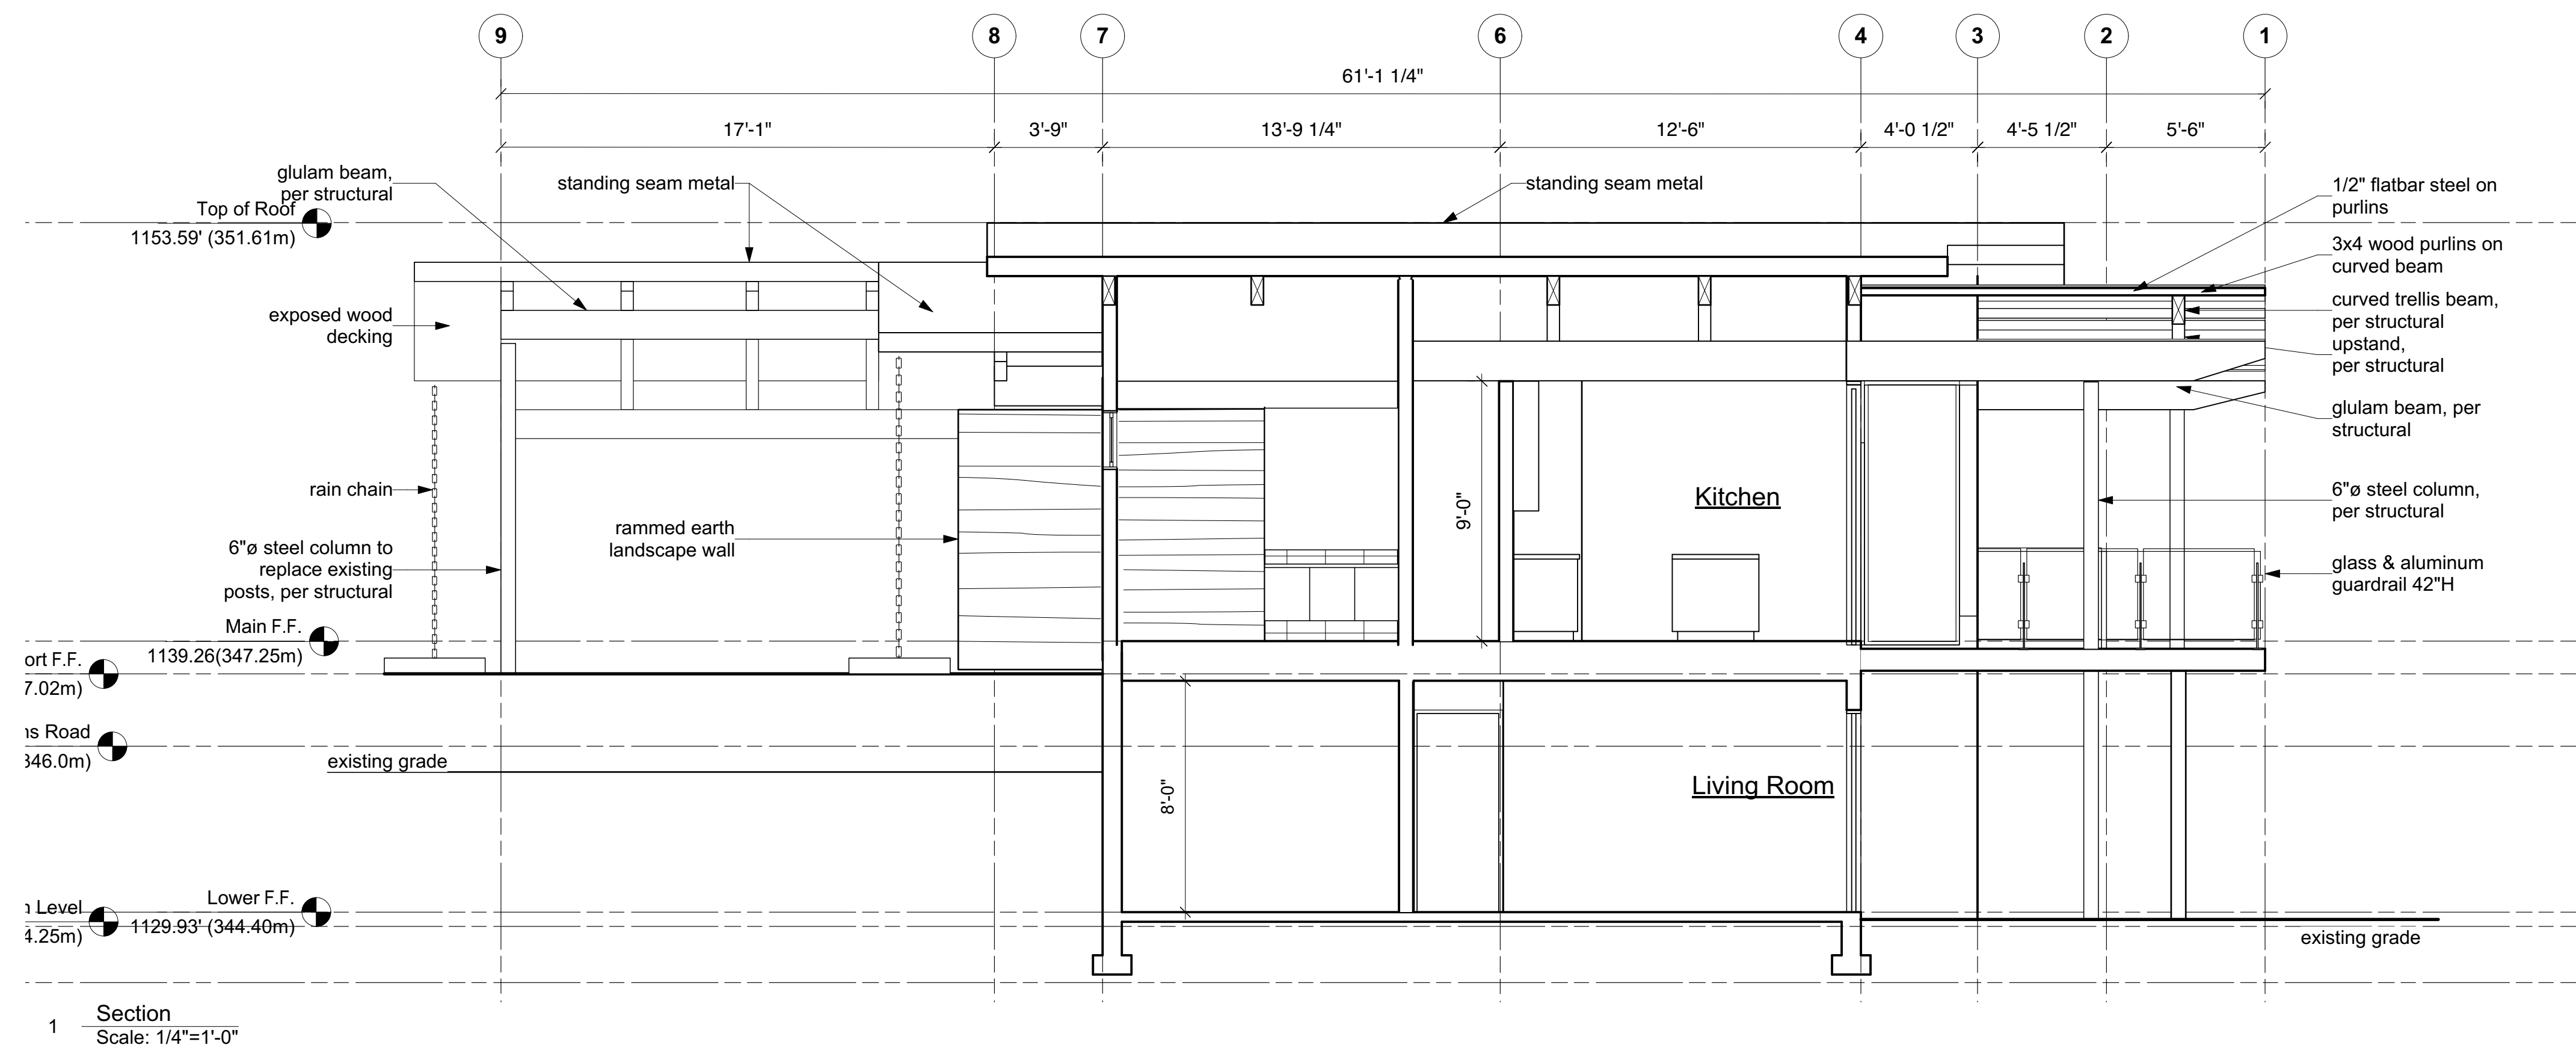 9 8 7 6 4 3 2 1
61'-1 1/4"
17'-1" 3'-9" 13'-9 1/4" 12'-6" 4'-0 1/2" 4'-5 1/2" 5'-6"
glulam beam,
per structural
standing seam metal
standing seam metal
1/2" flatbar steel on
purlins
Top of Roof
1153.59' (351.61m)
3x4 wood purlins on
curved beam
exposed wood
decking
curved trellis beam,
per structural
upstand,
per structural
glulam beam, per
structural
rain chain
9'-0"
Kitchen
6"ø steel column,
per structural
rammed earth
landscape wall
6"ø steel column to
replace existing
posts, per structural
glass & aluminum
guardrail 42"H
Main F.F.
1139.26(347.25m)
ort F.F.
7.02m)
ns Road
346.0m)
existing grade
8'-0"
Living Room
Lower F.F.
1129.93' (344.40m)
n Level
4.25m)
existing grade
1 Section
Scale: 1/4"=1'-0"